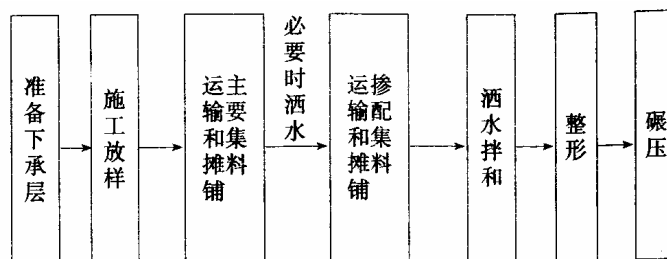 准备下承层
施工放样
主要集料
运输和摊铺
必要时洒水
掺配集料
运输和摊铺
洒水拌和
整形
碾压